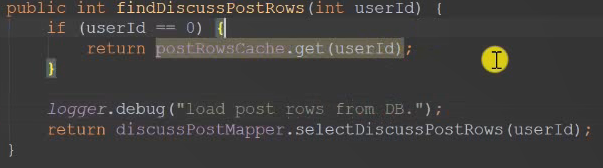 public int findDiscussPostRows(int userId) {
if (userId == 0) {
return postRowsCache.get(userId);
}
logger.debug("load post rows from DB.");
return discussPostMapper.selectDiscussPostRows(userId);
}